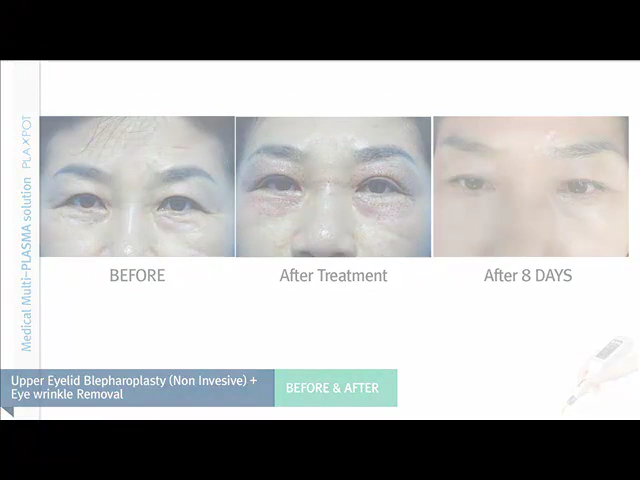 Medical Multi-PLASMA solution PLAXPOT
BEFORE
After Treatment
After 8 DAYS
Upper Eyelid Blepharoplasty (Non Invesive) +
Eye wrinkle Removal
BEFORE & AFTER